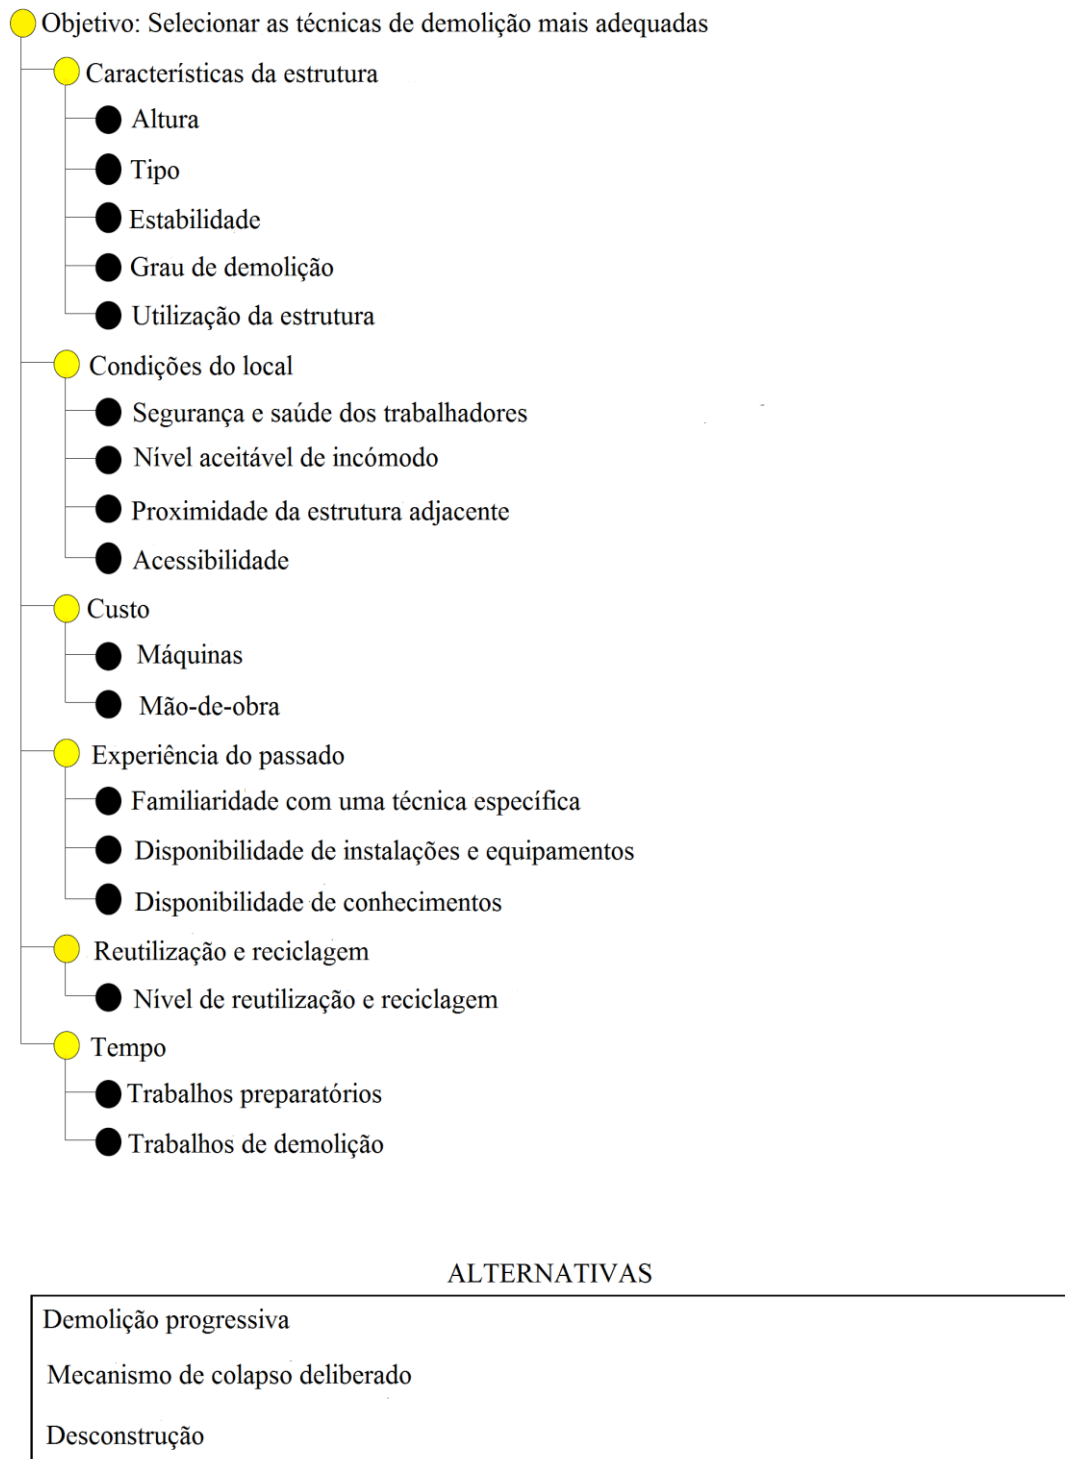 Objetivo: Selecionar as técnicas de demolição mais adequadas
Características da estrutura
Altura
Tipo
Estabilidade
Grau de demolição
Utilização da estrutura
Condições do local
Segurança e saúde dos trabalhadores
Nível aceitável de incómodo
Proximidade da estrutura adjacente
Acessibilidade
Custo
Máquinas
Mão-de-obra
Experiência do passado
Familiaridade com uma técnica específica
Disponibilidade de instalações e equipamentos
Disponibilidade de conhecimentos
Reutilização e reciclagem
Nível de reutilização e reciclagem
Tempo
Trabalhos preparatórios
Trabalhos de demolição
ALTERNATIVAS
Demolição progressiva
Mecanismo de colapso deliberado
Desconstrução